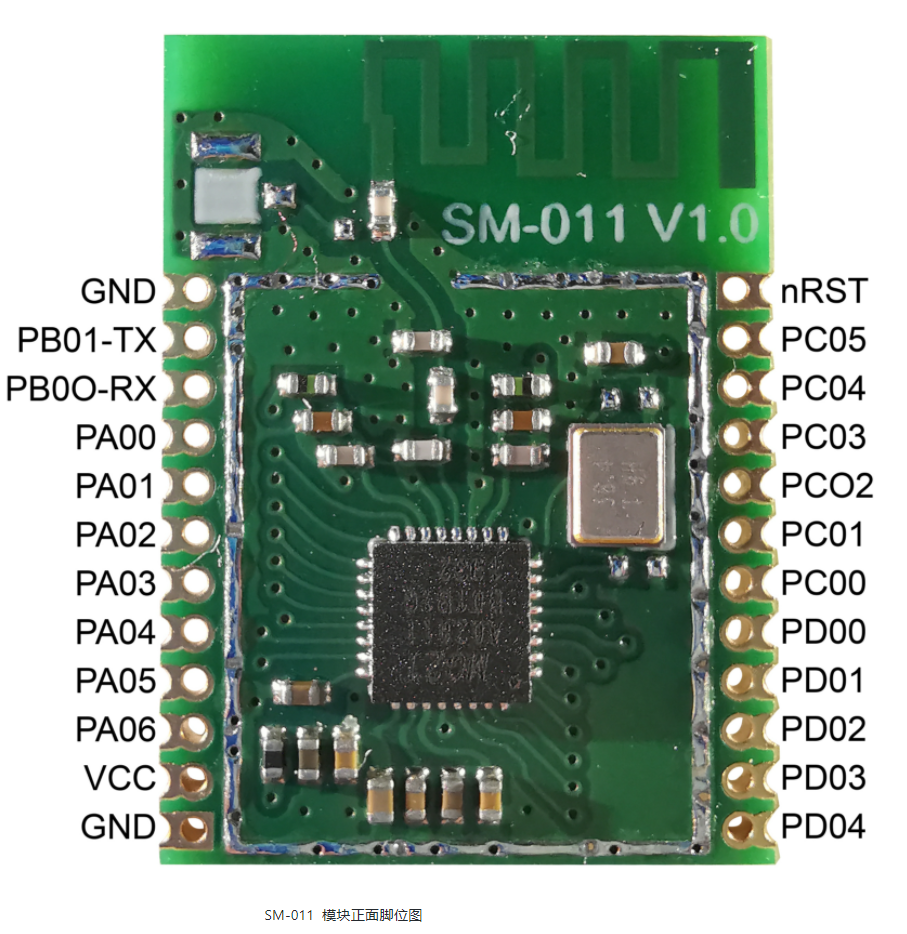 SM-011 V1.0
GND
PB01-TX
PB0O-RX
PA00
PA01
PA02
PA03
PA04
PA05
PA06
VCC
GND
nRST
PC05
PC04
PC03
PCO2
PC01
PC00
PD00
PD01
PD02
PD03
PD04
SM-011 模块正面脚位图